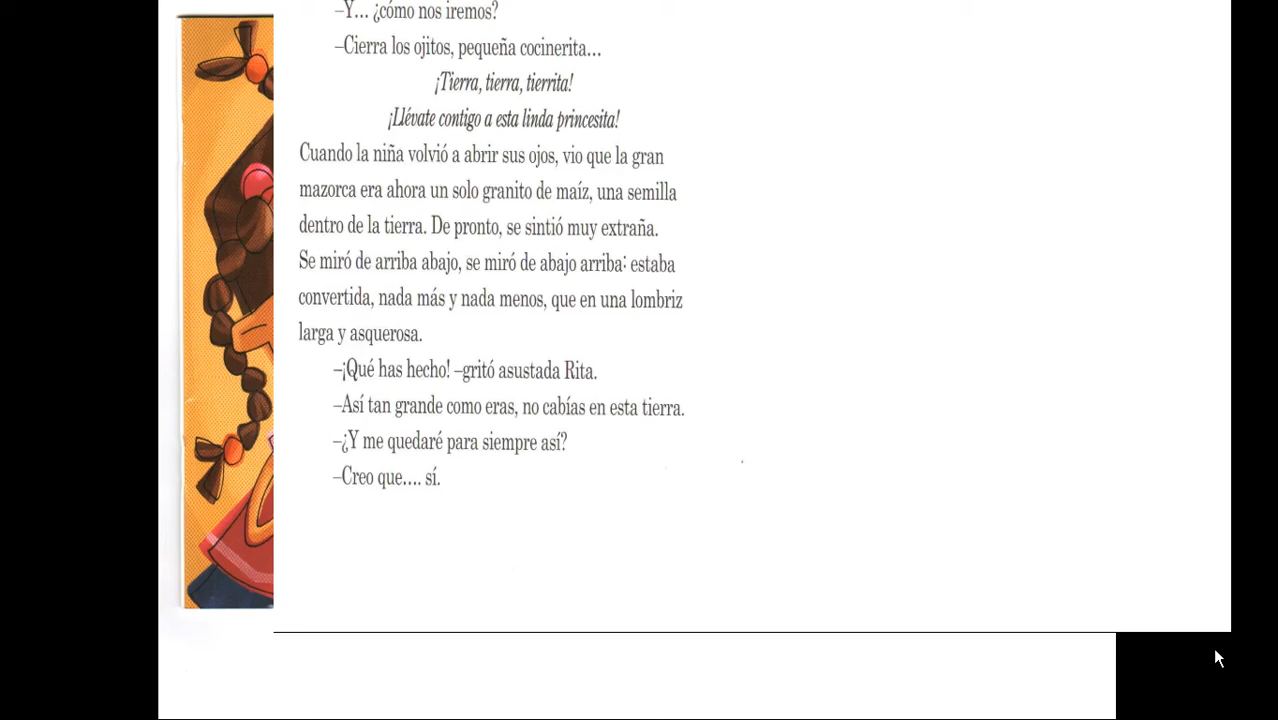 –Y... ¿cómo nos iremos?
–Cierra los ojitos, pequeña cocinerita...
¡Tierra, tierra, tierrita!
¡Llévate contigo a esta linda princesita!
Cuando la niña volvió a abrir sus ojos, vio que la gran
mazorca era ahora un solo granito de maíz, una semilla
dentro de la tierra. De pronto, se sintió muy extraña.
Se miró de arriba abajo, se miró de abajo arriba: estaba
convertida, nada más y nada menos, que en una lombriz
larga y asquerosa.
–¡Qué has hecho! –gritó asustada Rita.
–Así tan grande como eras, no cabías en esta tierra.
–¿Y me quedaré para siempre así?
–Creo que.... sí.